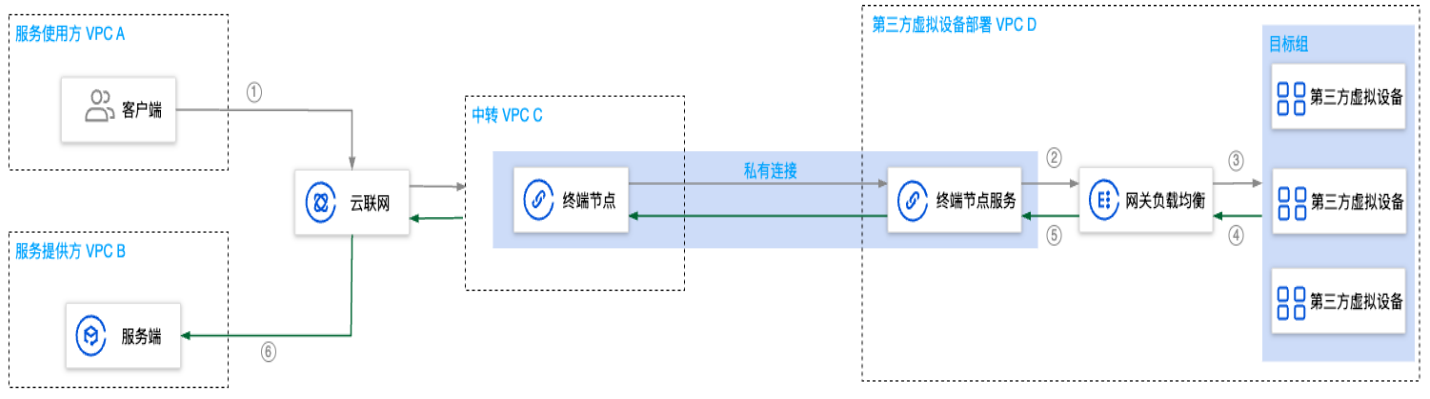 服务使用方 VPC A
客户端
①
云联网
服务提供方 VPC B
服务端
⑥
中转 VPC C
终端节点
私有连接
第三方虚拟设备部署 VPC D
终端节点服务
②
⑤
网关负载均衡
③
④
目标组
第三方虚拟设备
第三方虚拟设备
第三方虚拟设备